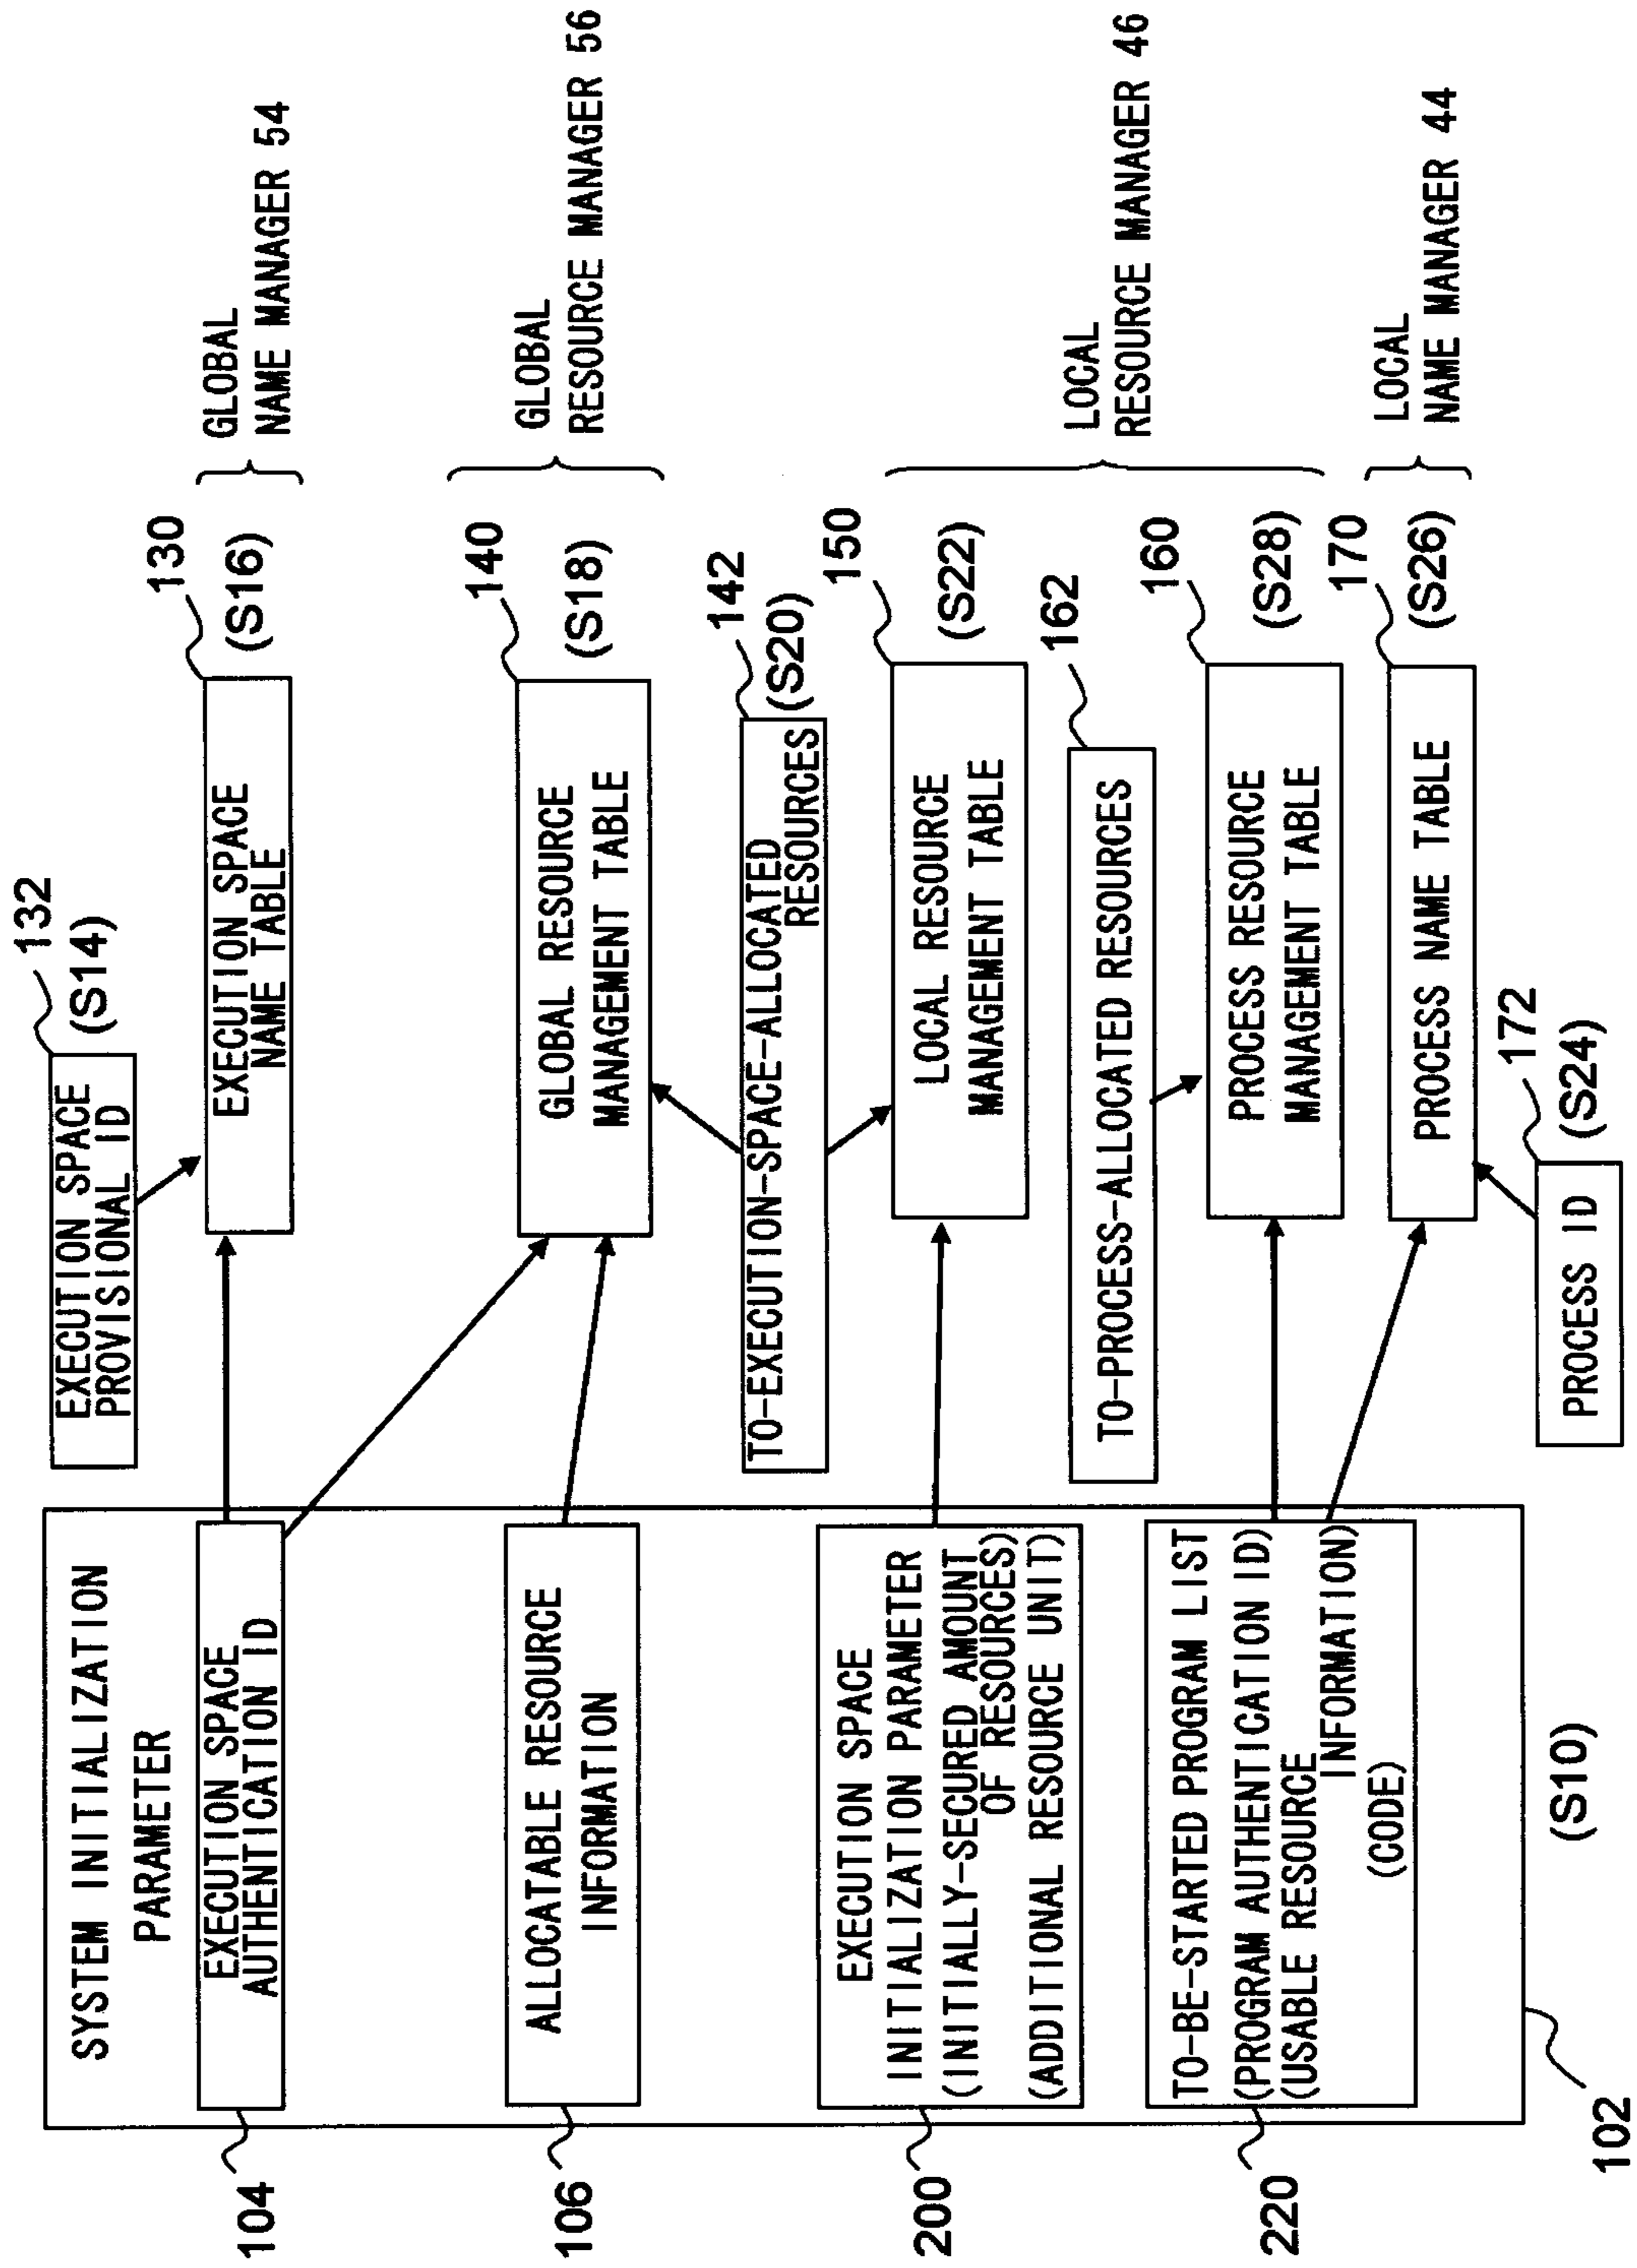 132
EXECUTION SPACE
PROVISIONAL ID
(S14)
SYSTEM INITIALIZATION
PARAMETER
104
EXECUTION SPACE
AUTHENTICATION ID
130
EXECUTION SPACE
NAME TABLE
(S16)
GLOBAL
NAME MANAGER 54
106
ALLOCATABLE RESOURCE
INFORMATION
140
GLOBAL RESOURCE
MANAGEMENT TABLE
(S18)
GLOBAL
RESOURCE MANAGER 56
142
TO-EXECUTION-SPACE-ALLOCATED
RESOURCES
(S20)
200
EXECUTION SPACE
INITIALIZATION PARAMETER
(INITIALLY-SECURED AMOUNT
OF RESOURCES)
(ADDITIONAL RESOURCE UNIT)
150
LOCAL RESOURCE
MANAGEMENT TABLE
(S22)
162
TO-PROCESS-ALLOCATED RESOURCES
LOCAL
RESOURCE MANAGER 46
220
TO-BE-STARTED PROGRAM LIST
(PROGRAM AUTHENTICATION ID)
(USABLE RESOURCE
INFORMATION)
(CODE)
160
PROCESS RESOURCE
MANAGEMENT TABLE
(S28)
170
PROCESS NAME TABLE
(S26)
LOCAL
NAME MANAGER 44
172
PROCESS ID
(S24)
102
(S10)